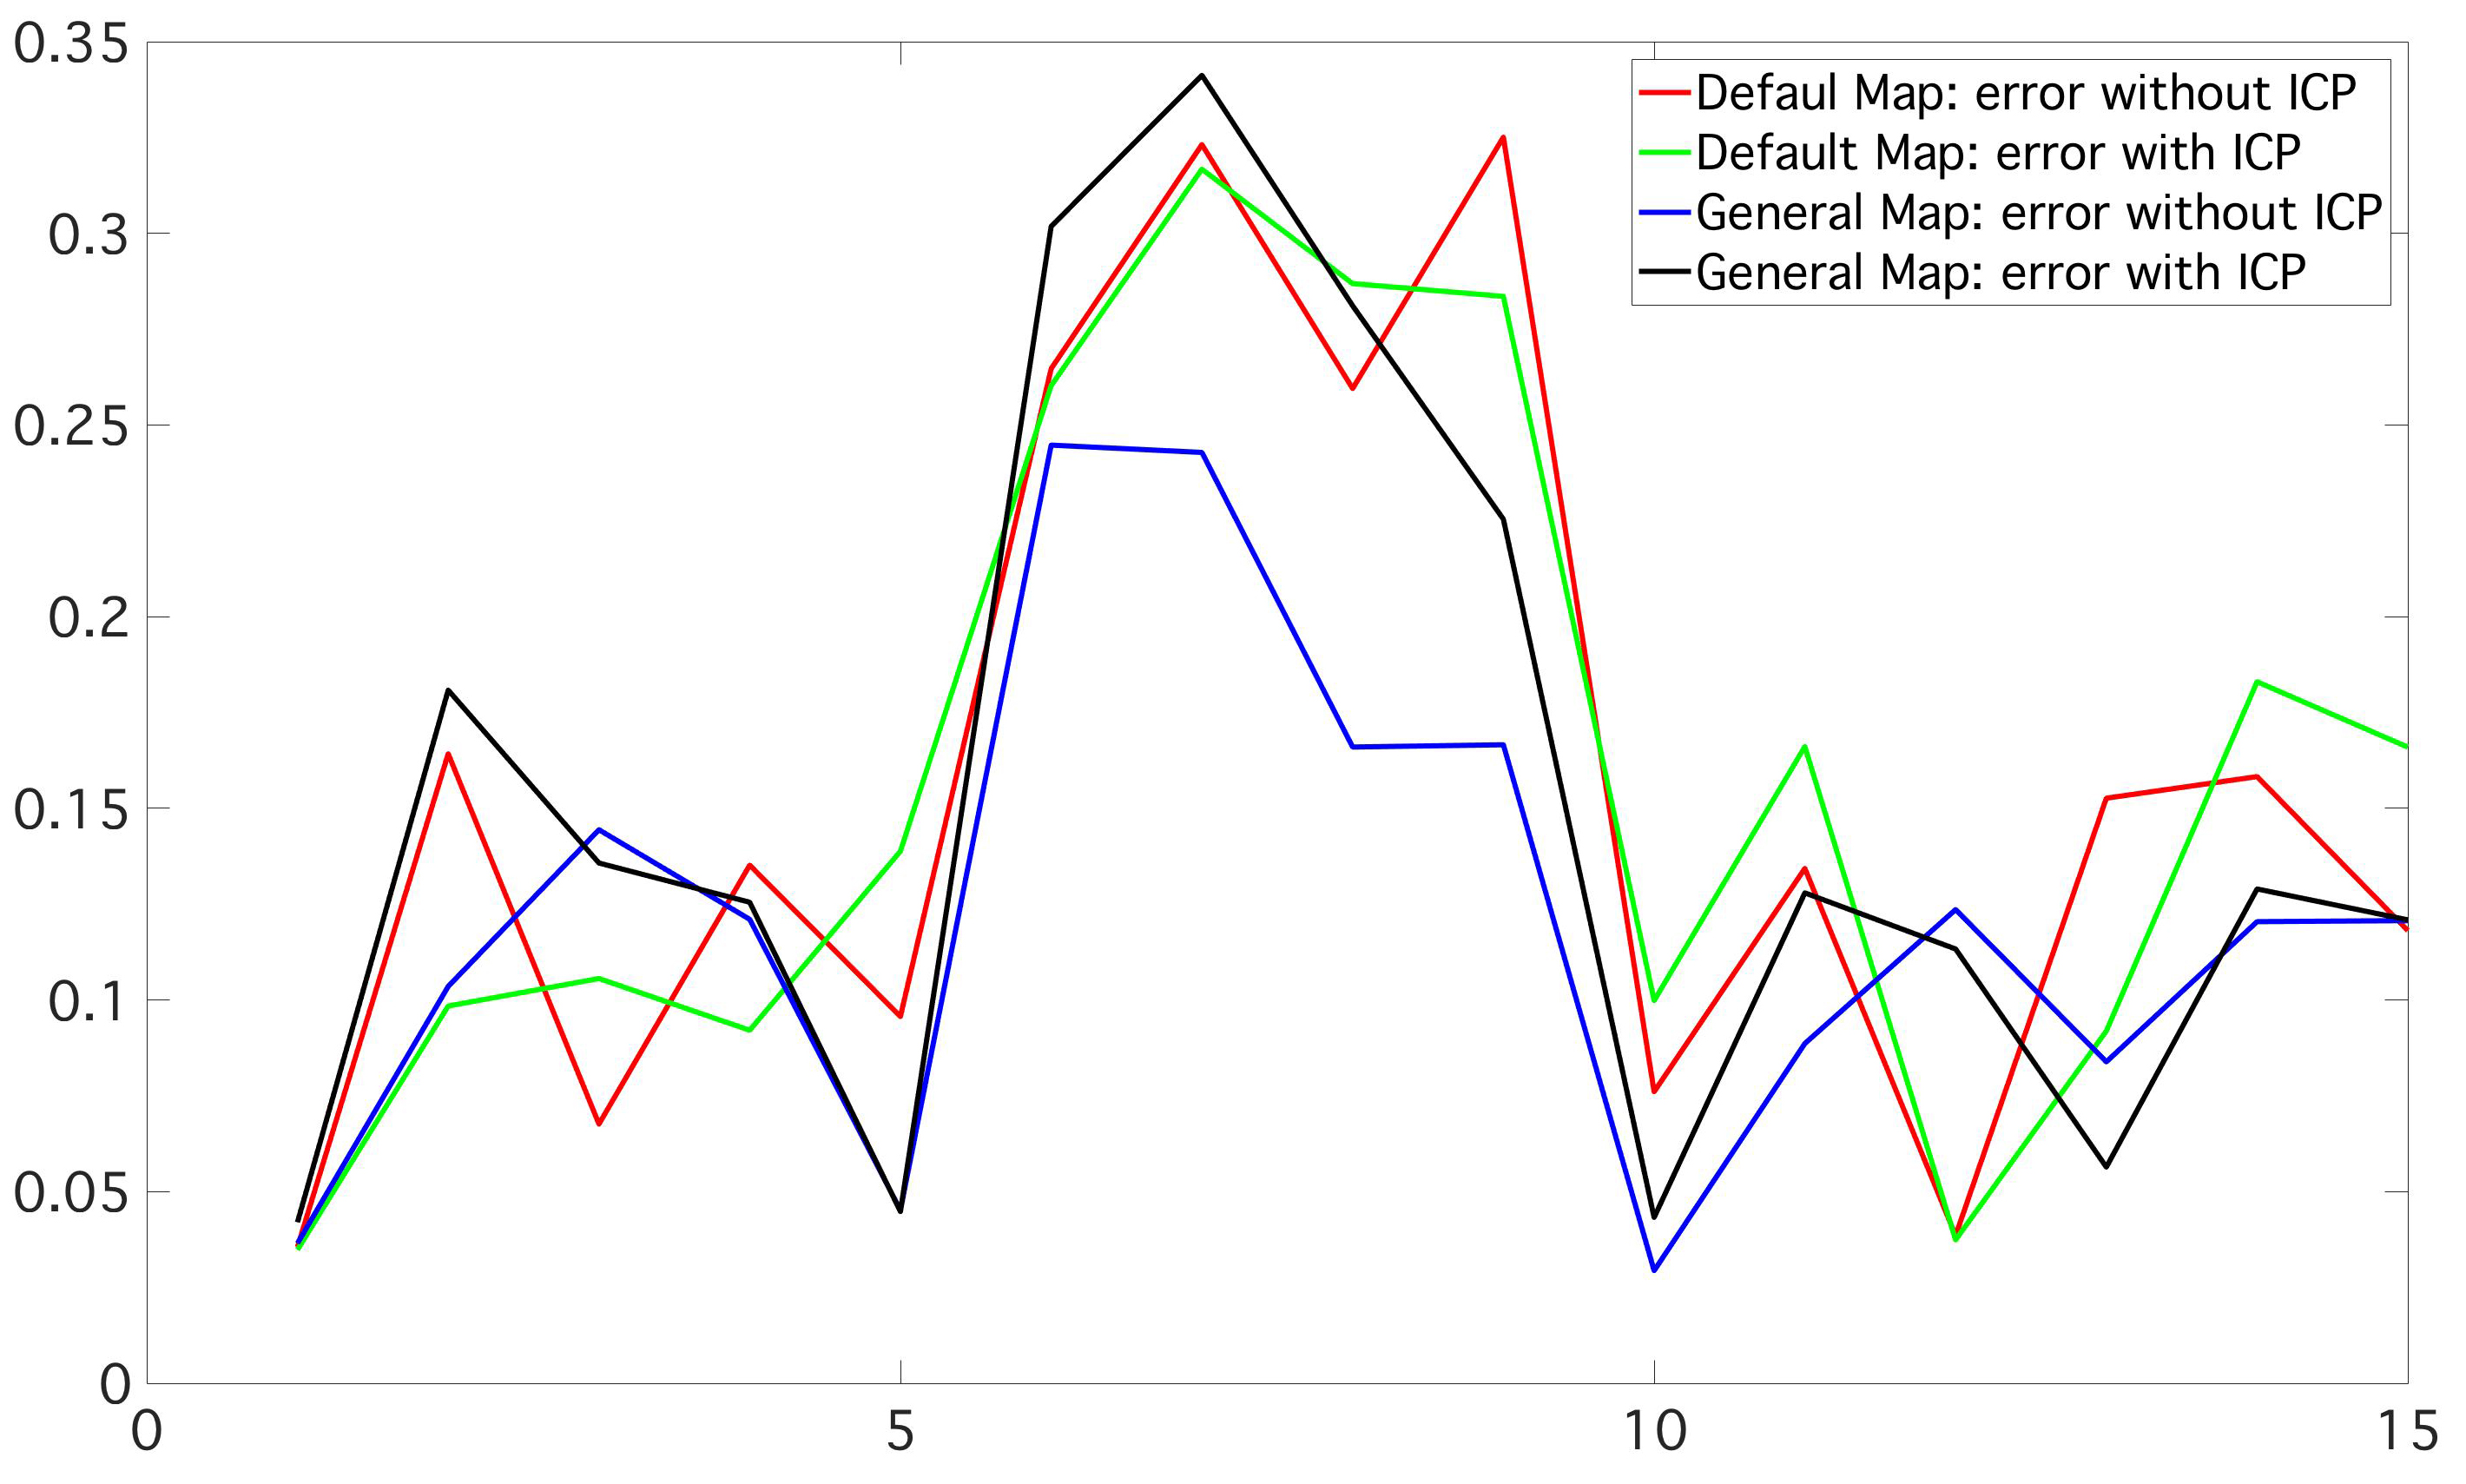 0.35
0.3
0.25
0.2
0.15
0.1
0.05
0
0 5 10 15
Defaul Map: error without ICP
Default Map: error with ICP
General Map: error without ICP
General Map: error with ICP